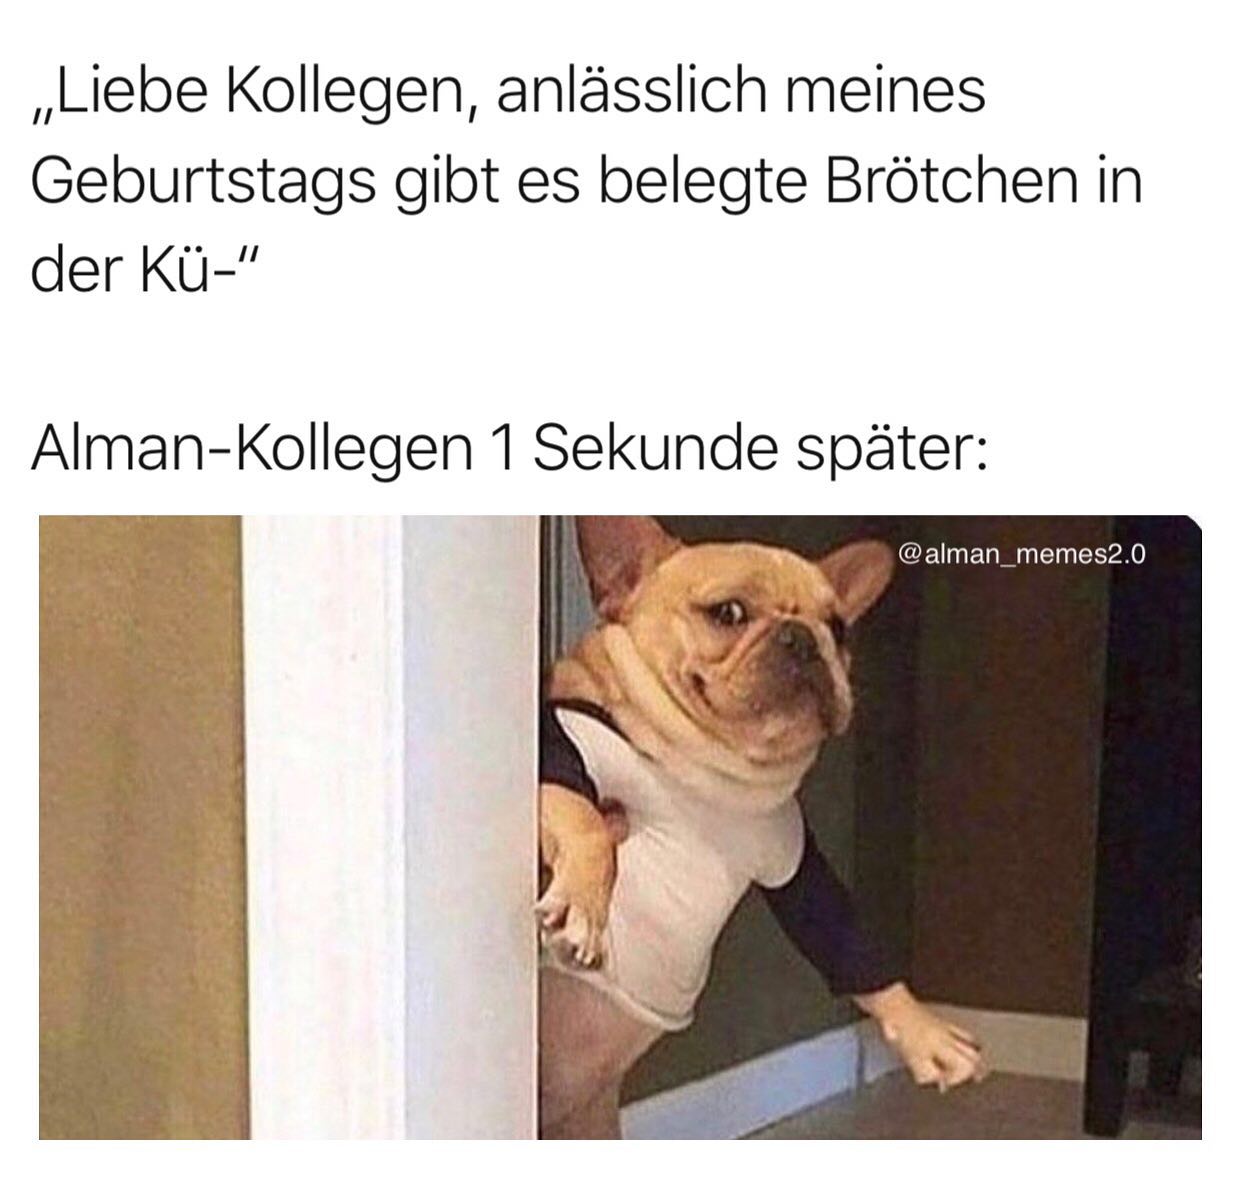 „Liebe Kollegen, anlässlich meines
Geburtstags gibt es belegte Brötchen in
der Kü-“
Alman-Kollegen 1 Sekunde später:
@alman_memes2.0